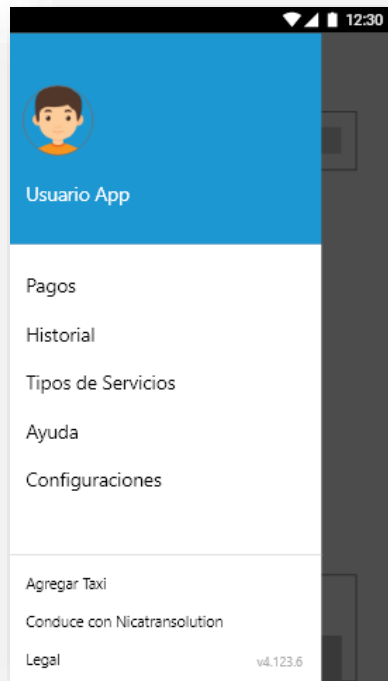 12:30
Usuario App
Pagos
Historial
Tipos de Servicios
Ayuda
Configuraciones
Agregar Taxi
Conduce con Nicatransolution
Legal v4.123.6